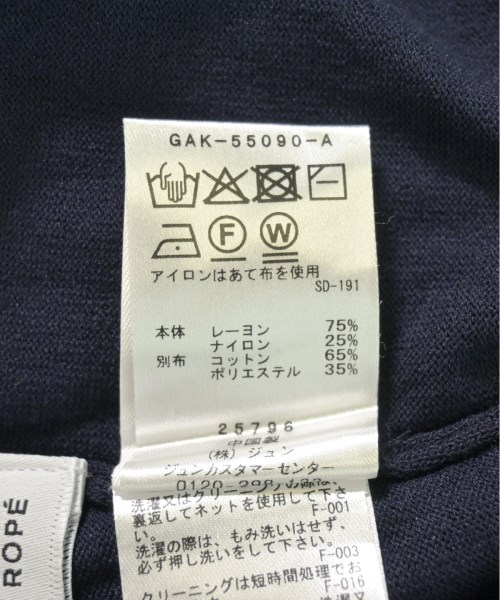 GAK-55090-A
F W
アイロンはあて布を使用
SD-191
本体 レーヨン 75%
ナイロン 25%
別布 コットン 65%
ポリエステル 35%
25796
中国製
(株) ジュン
ジュンカスタマーセンター
0120-298
洗濯又はクリーニングの際は、
裏返してネットを使用して下さ
い。 F-001
洗濯の際は、もみ洗いはせず、
必ず押し洗いをして下さい。
F-003
クリーニングは短時間処理でお
F-016
ROPÉ